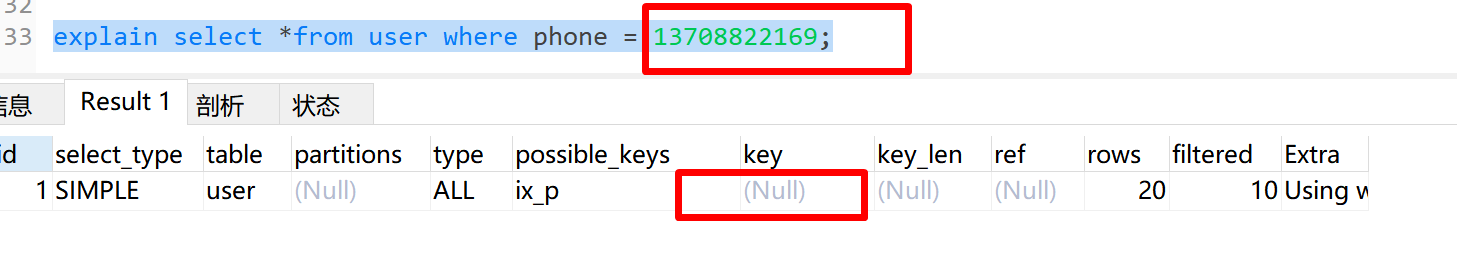 32
33 explain select *from user where phone = 13708822169;
信息 Result 1 剖析 状态
id select_type table partitions type possible_keys key key_len ref rows filtered Extra
1 SIMPLE user (Null) ALL ix_p (Null) (Null) (Null) 20 10 Using w